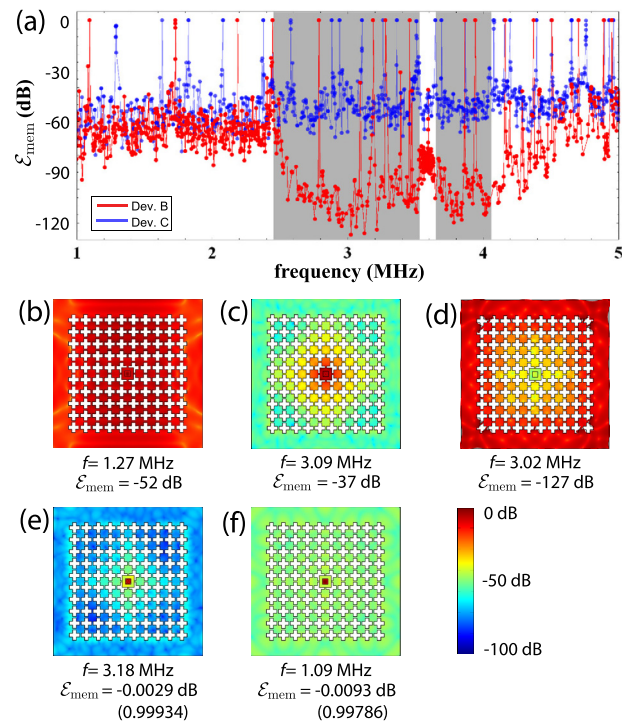 (a)
0
-30
-60
-90
-120
ℰmem (dB)
Dev. B
Dev. C
1 2 3 4 5
frequency (MHz)
(b) (c) (d)
f= 1.27 MHz
ℰmem = -52 dB
f= 3.09 MHz
ℰmem = -37 dB
f= 3.02 MHz
ℰmem = -127 dB
(e) (f)
f= 3.18 MHz
ℰmem = -0.0029 dB
(0.99934)
f= 1.09 MHz
ℰmem = -0.0093 dB
(0.99786)
0 dB
-50 dB
-100 dB